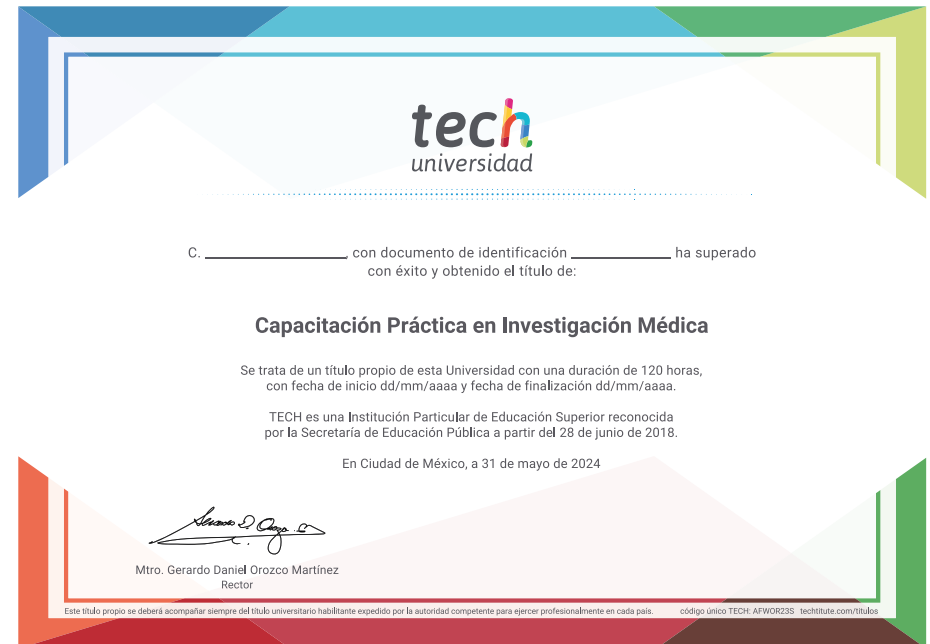 tech
universidad
C. ________________, con documento de identificación ___________ ha superado
con éxito y obtenido el título de:
Capacitación Práctica en Investigación Médica
Se trata de un título propio de esta Universidad con una duración de 120 horas,
con fecha de inicio dd/mm/aaaa y fecha de finalización dd/mm/aaaa.
TECH es una Institución Particular de Educación Superior reconocida
por la Secretaría de Educación Pública a partir del 28 de junio de 2018.
En Ciudad de México, a 31 de mayo de 2024
Mtro. Gerardo Daniel Orozco Martínez
Rector
Este título propio se deberá acompañar siempre del título universitario habilitante expedido por la autoridad competente para ejercer profesionalmente en cada país. código único TECH: AFWOR23S techtitute.com/titulos